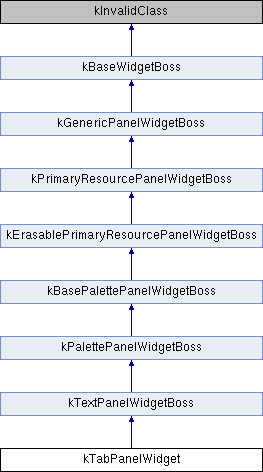 kInvalidClass
kBaseWidgetBoss
kGenericPanelWidgetBoss
kPrimaryResourcePanelWidgetBoss
kErasablePrimaryResourcePanelWidgetBoss
kBasePalettePanelWidgetBoss
kPalettePanelWidgetBoss
kTextPanelWidgetBoss
kTabPanelWidget